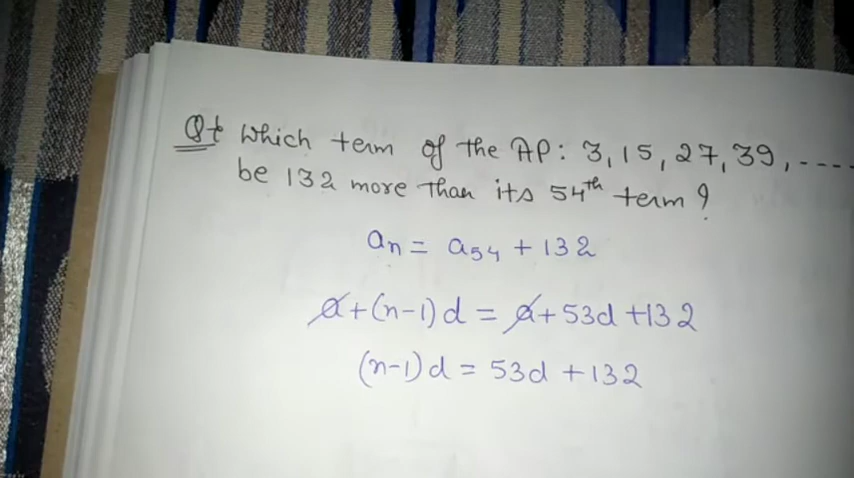 Qt Which term of the AP: 3, 15, 27, 39, ----
be 132 more than its 54th term?
an = a54 + 132
a + (n-1) d = a + 53d + 132
(n-1) d = 53d + 132